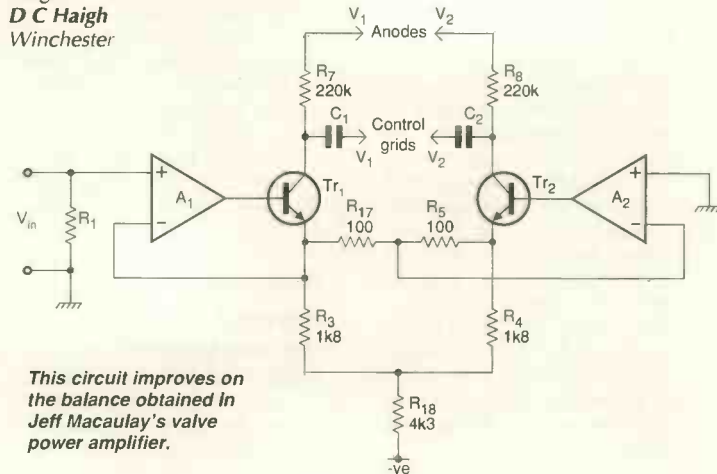 D C Haigh
Winchester
V1 V2
Anodes
R7
220k
R8
220k
C1 C2
Control
grids
V1 V2
A1
+
−
Tr1
Tr2
A2
+
−
Vin
R1
R17
100
R5
100
R3
1k8
R4
1k8
R18
4k3
-ve
This circuit improves on
the balance obtained in
Jeff Macaulay's valve
power amplifier.